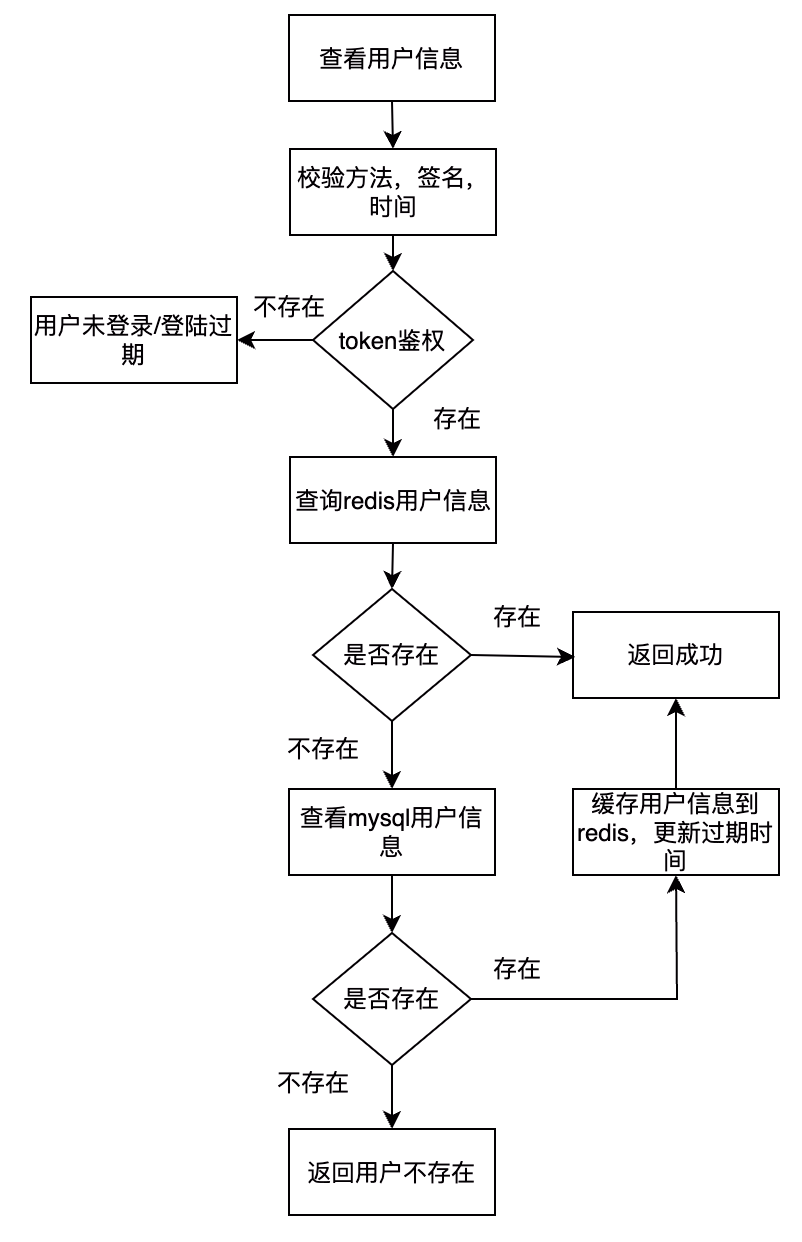 查看用户信息
校验方法，签名，
时间
不存在
用户未登录/登陆过
期
token鉴权
存在
查询redis用户信息
存在
是否存在
返回成功
不存在
查看mysql用户信
息
缓存用户信息到
redis，更新过期时
间
存在
是否存在
不存在
返回用户不存在